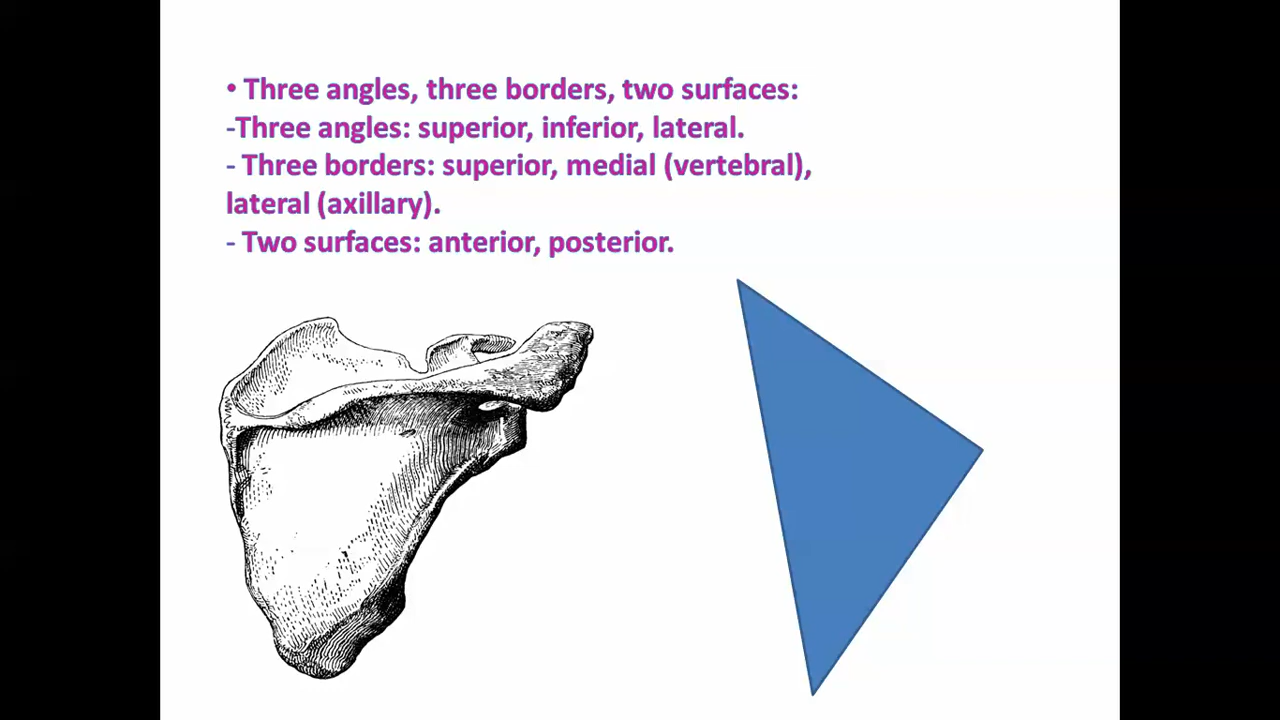 • Three angles, three borders, two surfaces:
-Three angles: superior, inferior, lateral.
- Three borders: superior, medial (vertebral),
lateral (axillary).
- Two surfaces: anterior, posterior.